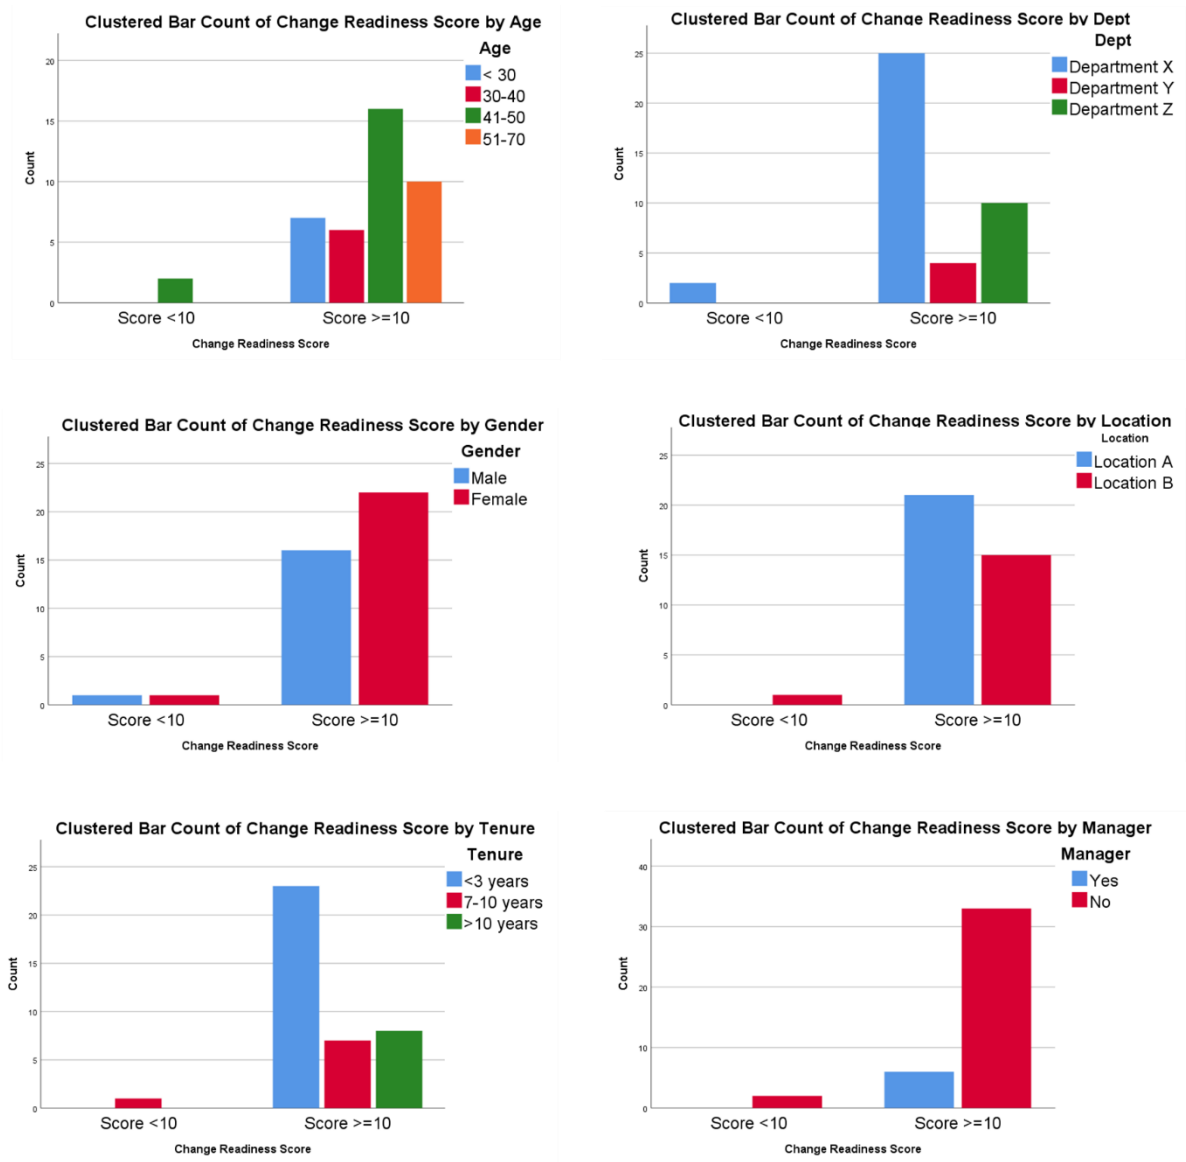 Clustered Bar Count of Change Readiness Score by Age
Age
< 30
30-40
41-50
51-70
20
15
10
5
0
Count
Score <10
Score >=10
Change Readiness Score
Clustered Bar Count of Change Readiness Score by Dept
Dept
Department X
Department Y
Department Z
25
20
15
10
5
0
Count
Score <10
Score >=10
Change Readiness Score
Clustered Bar Count of Change Readiness Score by Gender
Gender
Male
Female
25
20
15
10
5
0
Count
Score <10
Score >=10
Change Readiness Score
Clustered Bar Count of Change Readiness Score by Location
Location
Location A
Location B
25
20
15
10
5
0
Count
Score <10
Score >=10
Change Readiness Score
Clustered Bar Count of Change Readiness Score by Tenure
Tenure
<3 years
7-10 years
>10 years
25
20
15
10
5
0
Count
Score <10
Score >=10
Change Readiness Score
Clustered Bar Count of Change Readiness Score by Manager
Manager
Yes
No
40
30
20
10
0
Count
Score <10
Score >=10
Change Readiness Score